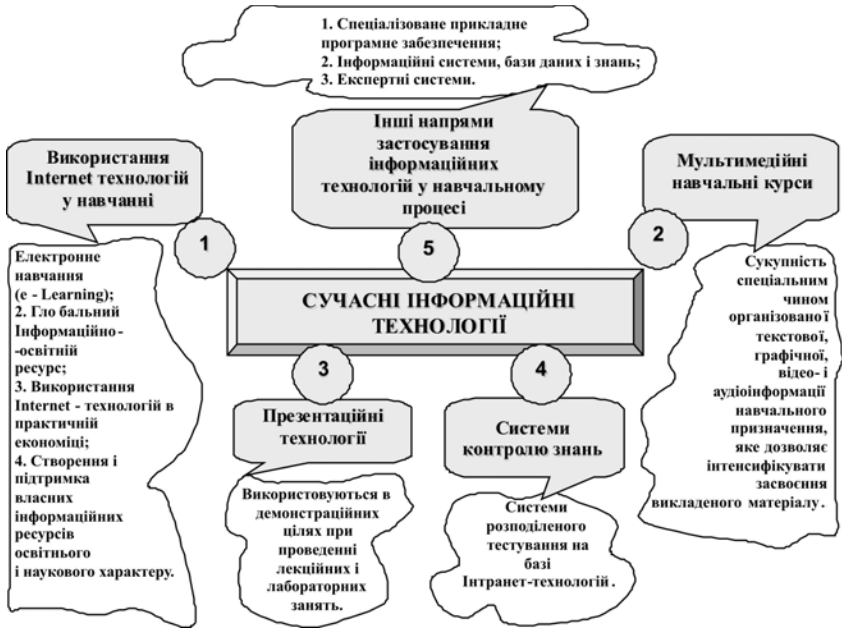 1. Спеціалізоване прикладне
програмне забезпечення;
2. Інформаційні системи, бази даних і знань;
3. Експертні системи.
Інші напрями
застосування
інформаційних
технологій у навчальному
процесі
5
Використання
Internet технологій
у навчанні
1
Електронне
навчання
(e - Learning);
2. Гло бальний
Інформаційно-
-освітній
ресурс;
3. Використання
Internet - технологій в
практичній
економіці;
4. Створення і
підтримка
власних
інформаційних
ресурсів
освітнього
і наукового характеру.
Мультимедійні
навчальні курси
2
Сукупність
спеціальним
чином
організованої
текстової,
графічної,
відео- і
аудіоінформації
навчального
призначення,
яке дозволяє
інтенсифікувати
засвоєння
викладеного матеріалу.
СУЧАСНІ ІНФОРМАЦІЙНІ
ТЕХНОЛОГІЇ
3
Презентаційні
технології
Використовуються в
демонстраційних
цілях при
проведенні
лекційних і
лабораторних
занять.
4
Системи
контролю знань
Системи
розподіленого
тестування на
базі
Інтранет-технологій.